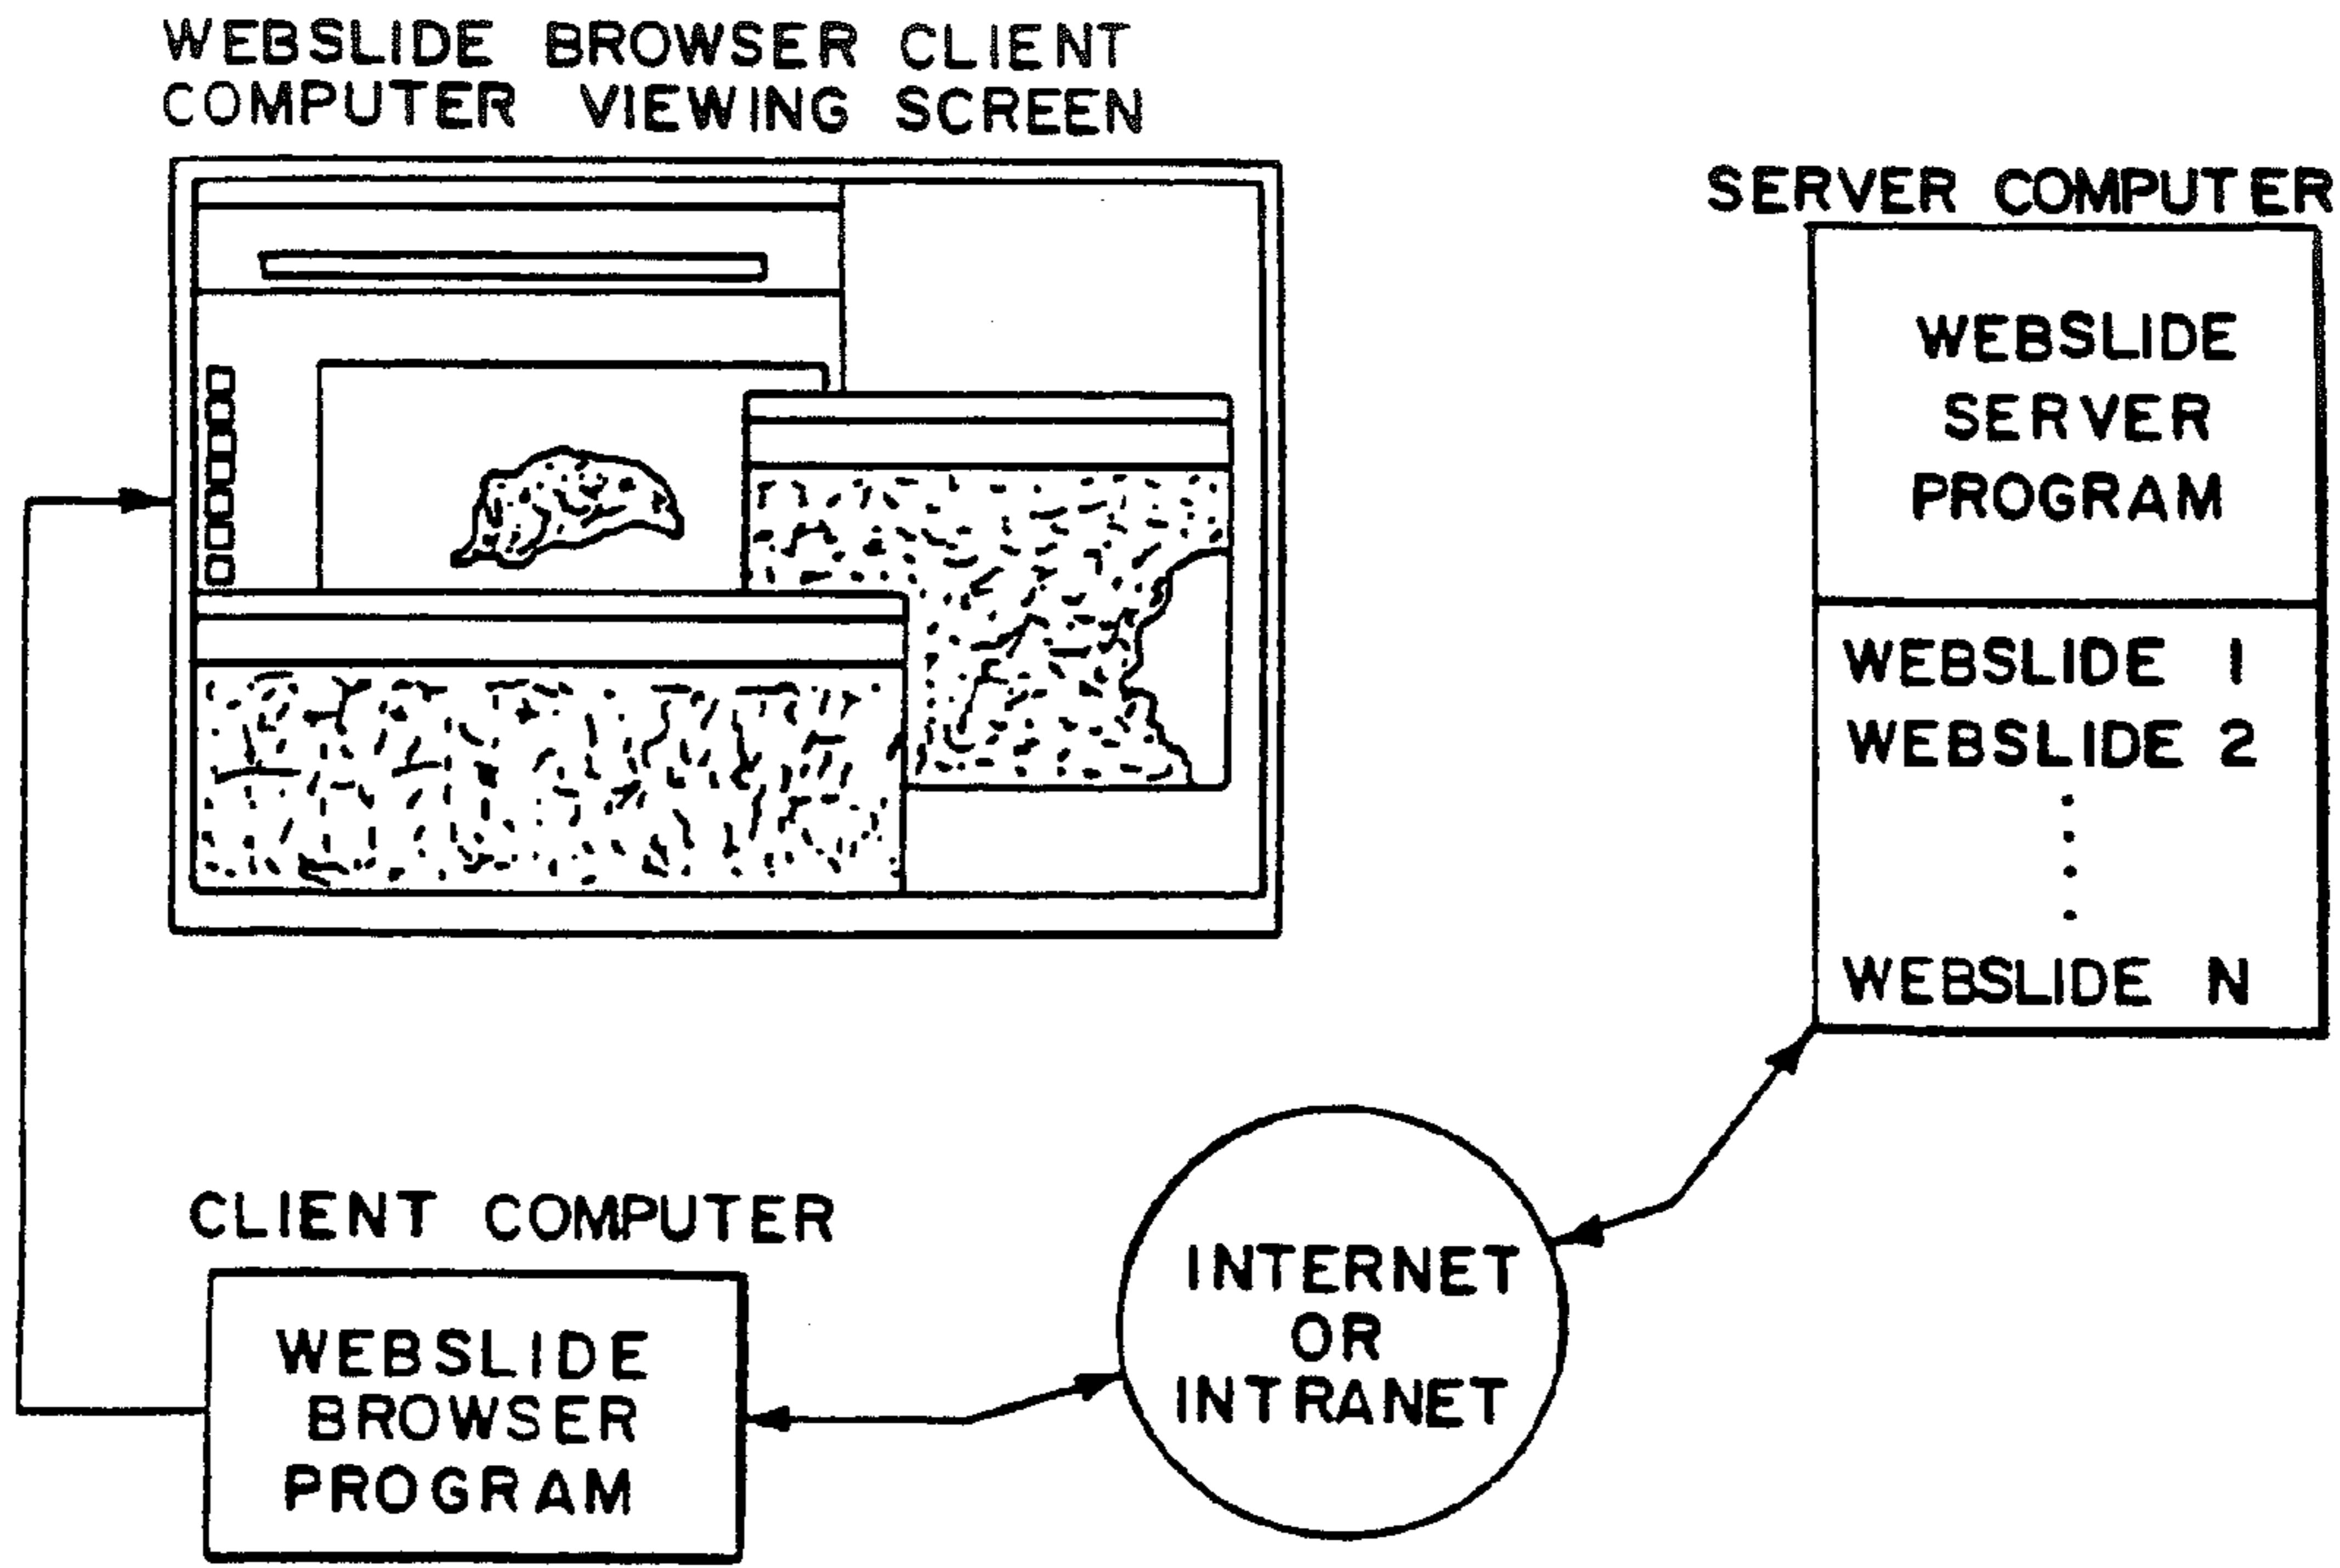 WEBSLIDE BROWSER CLIENT
COMPUTER VIEWING SCREEN
SERVER COMPUTER
WEBSLIDE
SERVER
PROGRAM
WEBSLIDE 1
WEBSLIDE 2
WEBSLIDE N
CLIENT COMPUTER
WEBSLIDE
BROWSER
PROGRAM
INTERNET
OR
INTRANET